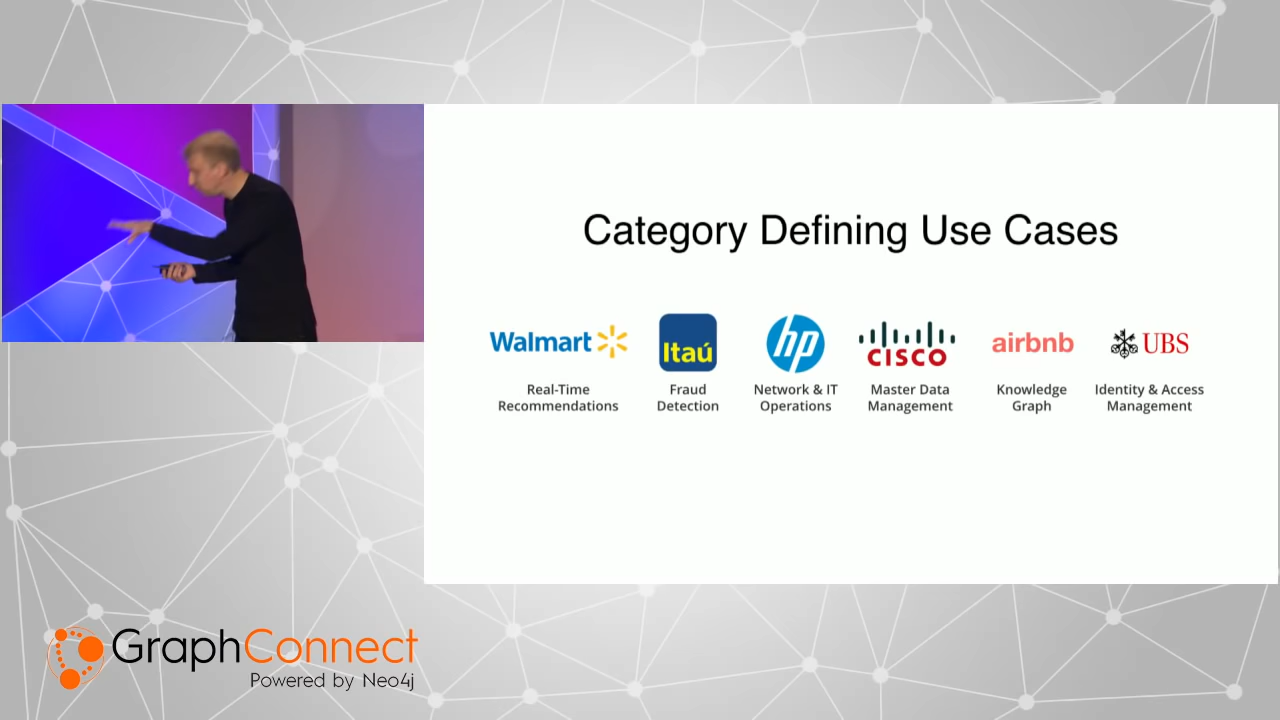 Category Defining Use Cases
Walmart
Itaú
hp
CISCO
airbnb
UBS
Real-Time
Recommendations
Fraud
Detection
Network & IT
Operations
Master Data
Management
Knowledge
Graph
Identity & Access
Management
GraphConnect
Powered by Neo4j